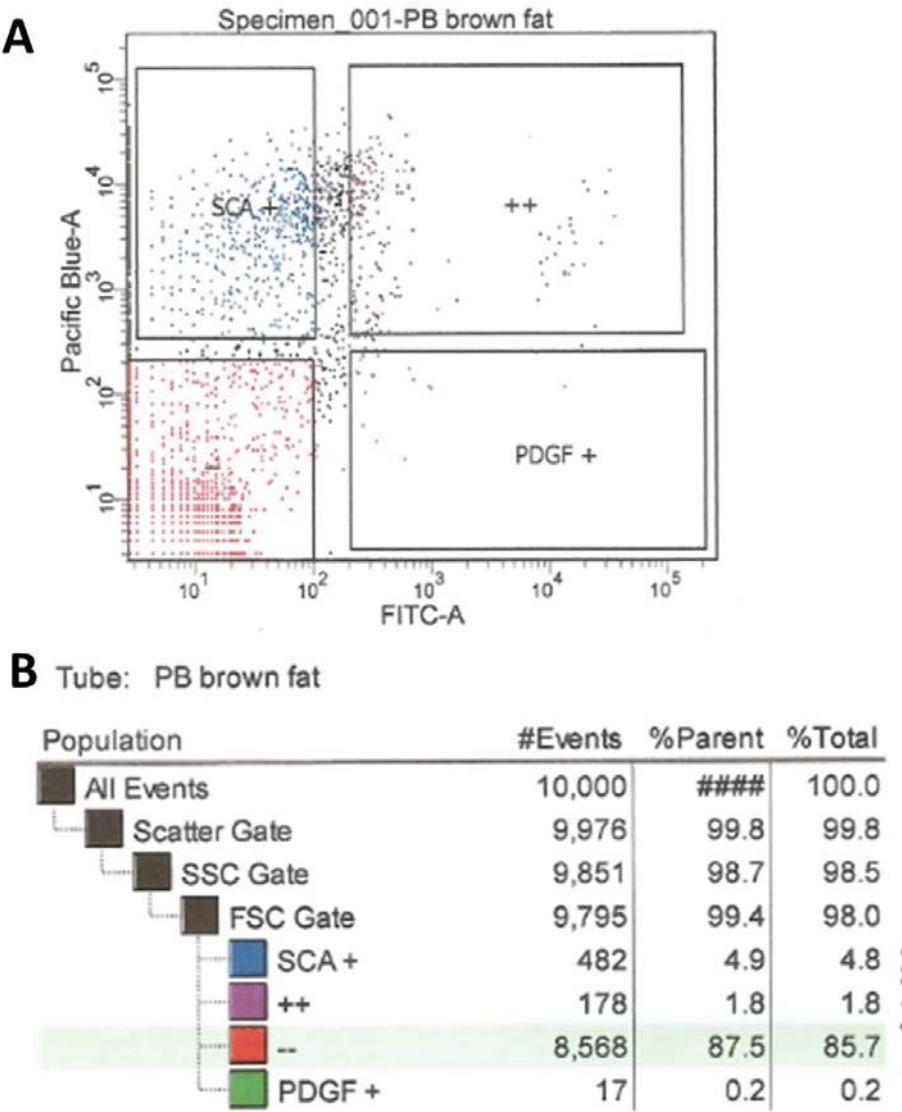 A
Specimen_001-PB brown fat
Pacific Blue-A
10^5
10^4
10^3
10^2
10^1
SCA +
++
--
PDGF +
10^1 10^2 10^3 10^4 10^5
FITC-A
B Tube: PB brown fat
Population #Events %Parent %Total
All Events 10,000 #### 100.0
Scatter Gate 9,976 99.8 99.8
SSC Gate 9,851 98.7 98.5
FSC Gate 9,795 99.4 98.0
SCA + 482 4.9 4.8
++ 178 1.8 1.8
-- 8,568 87.5 85.7
PDGF + 17 0.2 0.2